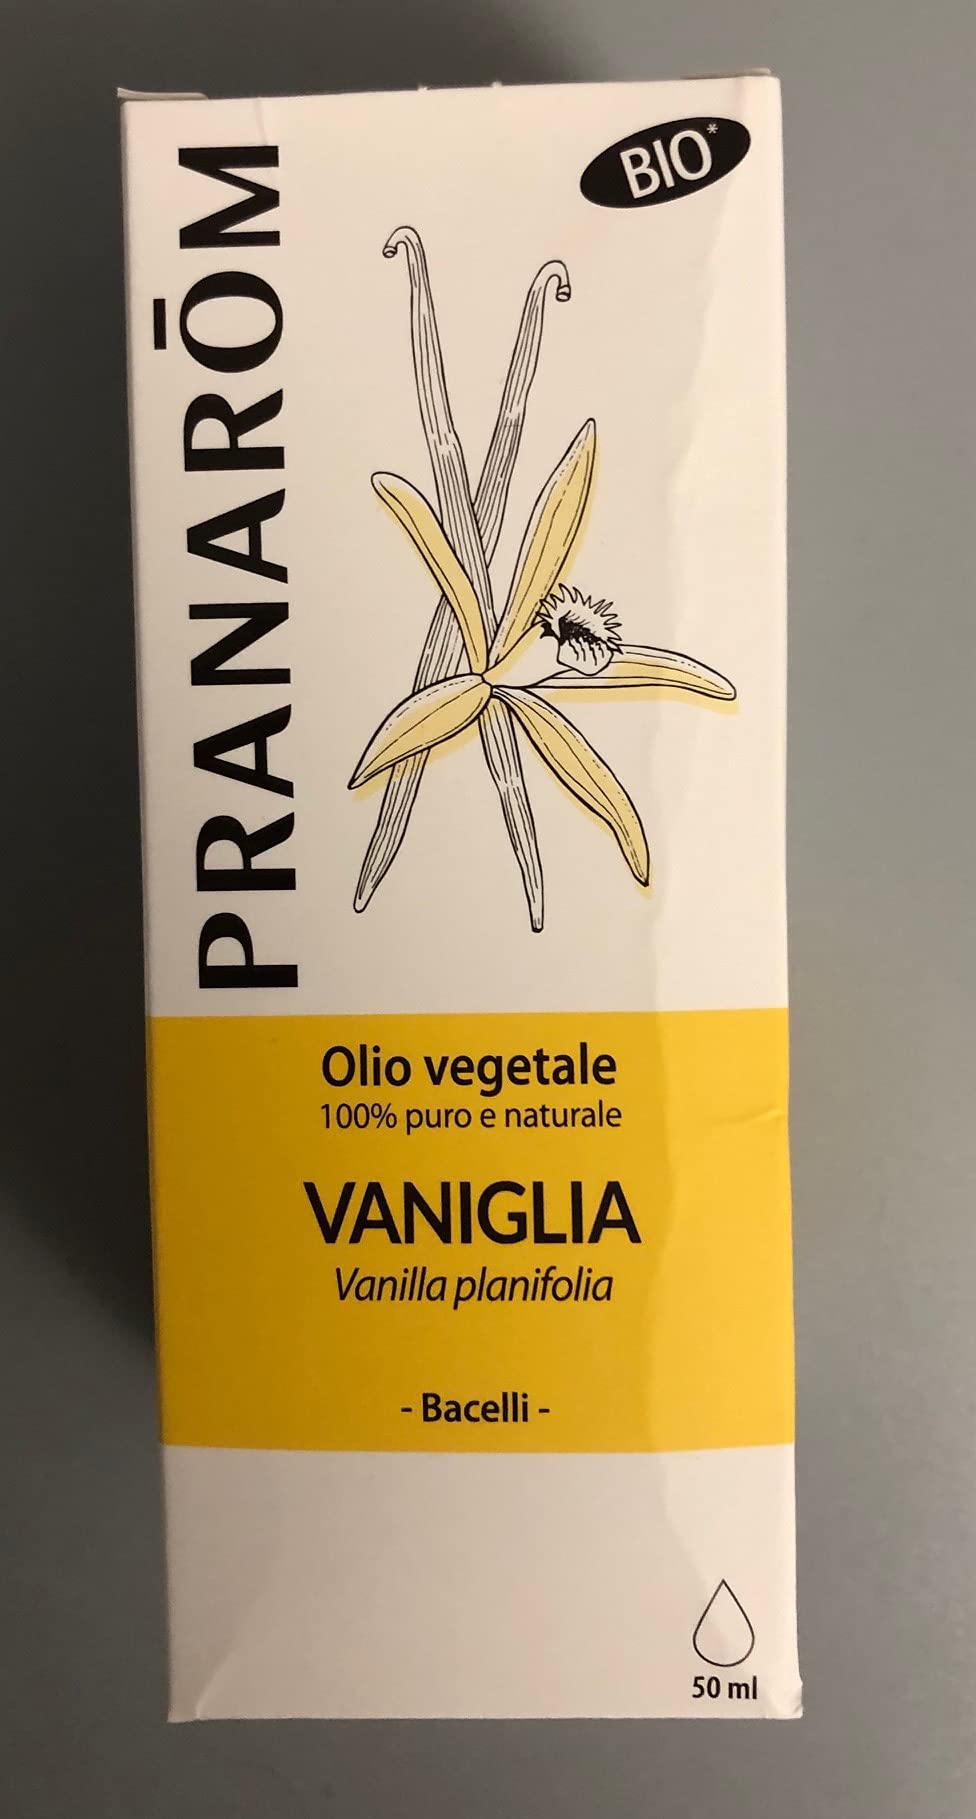 PRANARŌM
BIO*
Olio vegetale
100% puro e naturale
VANIGLIA
Vanilla planifolia
- Bacelli -
50 ml